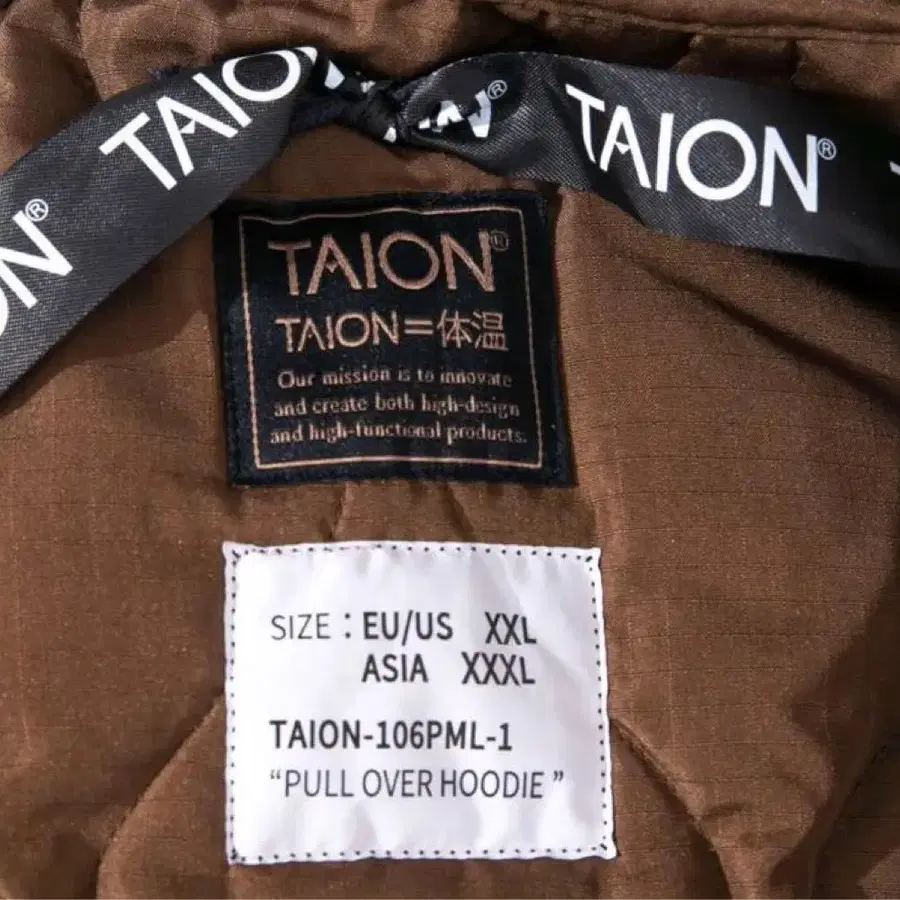 TAION
TAION®
ON®
TAION®
TAION=体温
Our mission is to innovate
and create both high-design
and high-functional products.
SIZE : EU/US XXL
ASIA XXXL
TAION-106PML-1
“PULL OVER HOODIE”